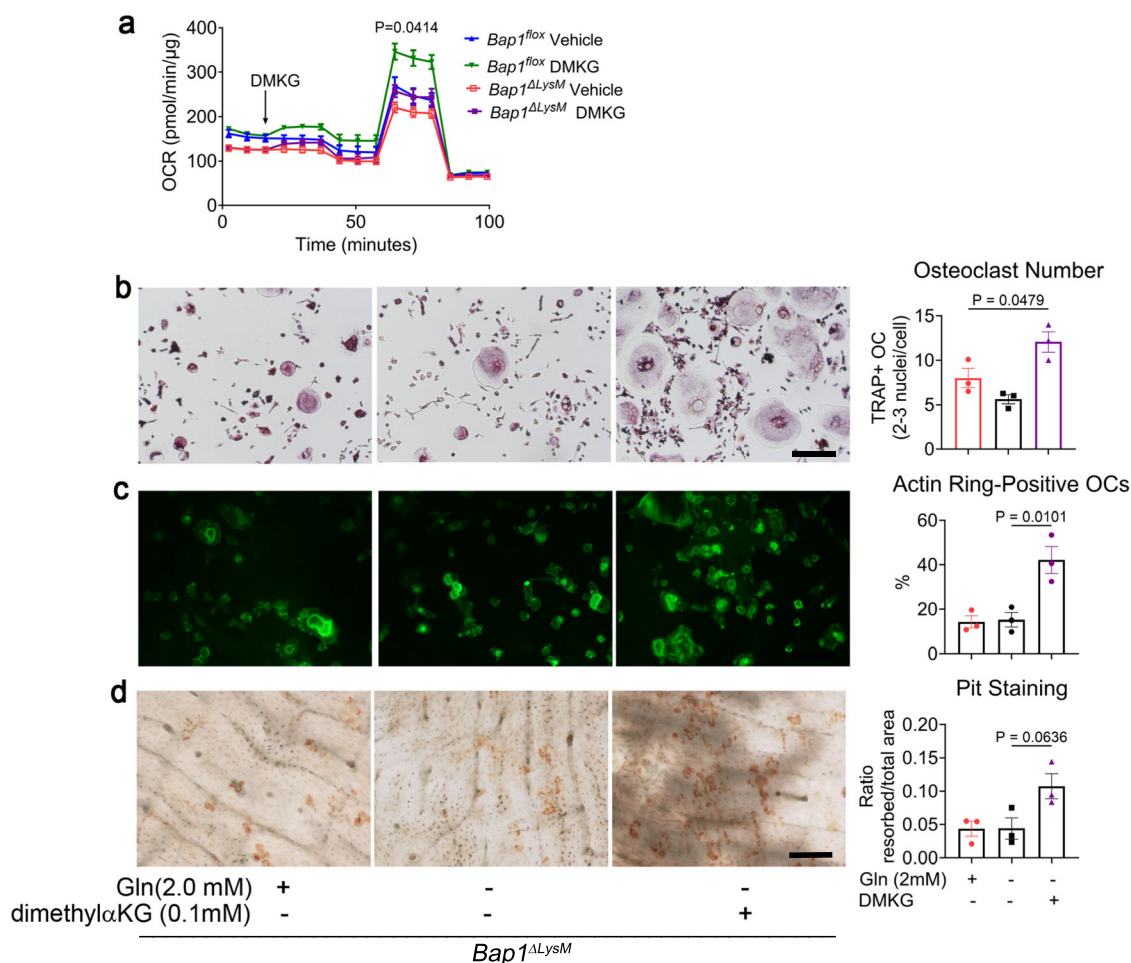 a
OCR (pmol/min/µg)
400
300
200
100
0
P=0.0414
DMKG
0
50
100
Time (minutes)
Bap1flox Vehicle
Bap1flox DMKG
Bap1ΔLysM Vehicle
Bap1ΔLysM DMKG
b
Osteoclast Number
P = 0.0479
TRAP+ OC
(2-3 nuclei/cell)
15
10
5
0
c
Actin Ring-Positive OCs
P = 0.0101
%
60
40
20
0
d
Pit Staining
P = 0.0636
Ratio
resorbed/total area
0.20
0.15
0.10
0.05
0.00
Gln (2mM) + - -
DMKG - - +
Gln(2.0 mM) + - -
dimethylαKG (0.1mM) - - +
Bap1ΔLysM